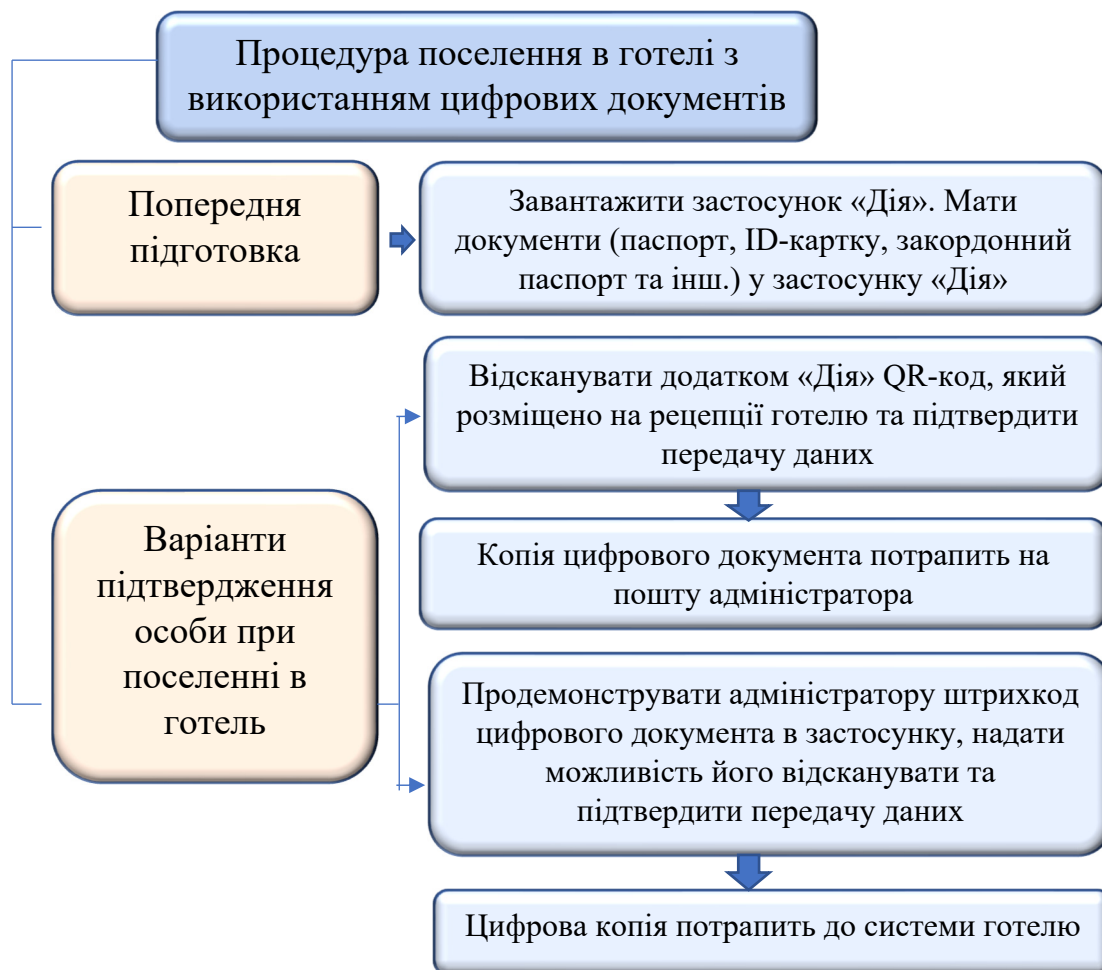 Процедура поселення в готелі з
використанням цифрових документів
Попередня
підготовка
Завантажити застосунок «Дія». Мати
документи (паспорт, ID-картку, закордонний
паспорт та інш.) у застосунку «Дія»
Варіанти
підтвердження
особи при
поселенні в
готель
Відсканувати додатком «Дія» QR-код, який
розміщено на рецепції готелю та підтвердити
передачу даних
Копія цифрового документа потрапить на
пошту адміністратора
Продемонструвати адміністратору штрихкод
цифрового документа в застосунку, надати
можливість його відсканувати та
підтвердити передачу даних
Цифрова копія потрапить до системи готелю